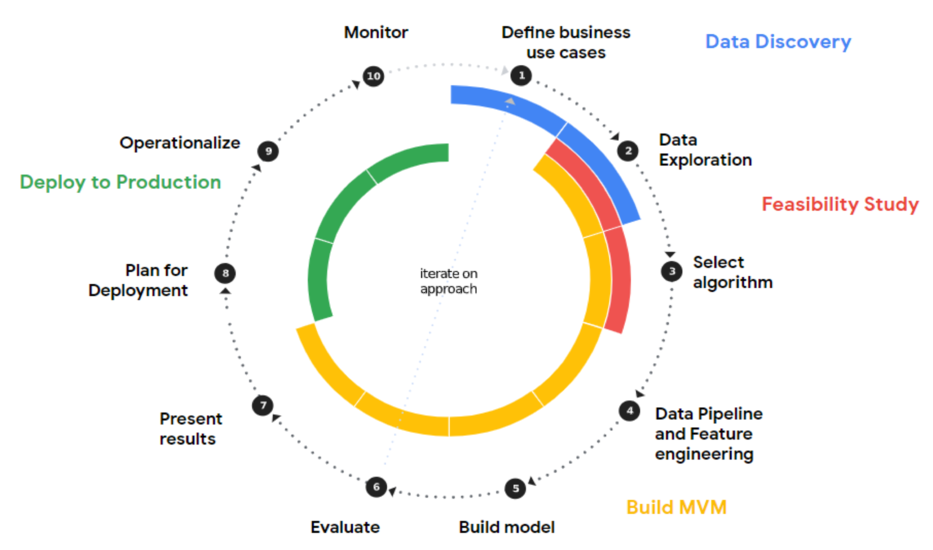 Monitor
Define business
use cases
Data Discovery
10
1
Operationalize
9
2
Data
Exploration
Deploy to Production
Feasibility Study
Plan for
Deployment
8
iterate on
approach
3
Select
algorithm
7
Present
results
4
Data Pipeline
and Feature
engineering
6
5
Evaluate
Build model
Build MVM